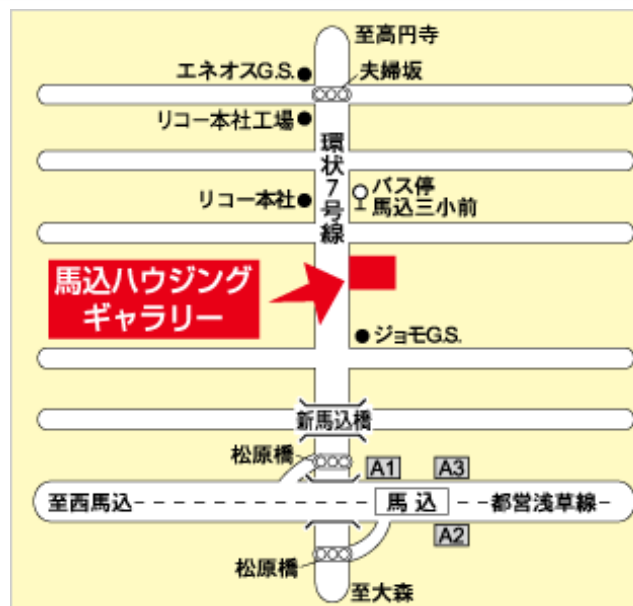 至高円寺
エネオスG.S.
夫婦坂
リコー本社工場
環状7号線
バス停
馬込三小前
リコー本社
馬込ハウジング
ギャラリー
ジョモG.S.
新馬込橋
松原橋
A1
A3
至西馬込
馬込
都営浅草線
A2
松原橋
至大森